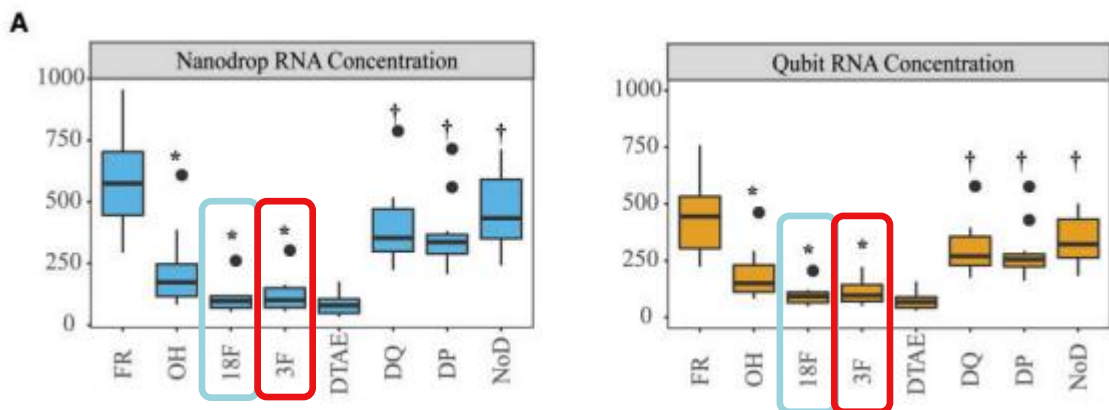 A
Nanodrop RNA Concentration
1000
750
500
250
0
*
*
*
†
†
†
FR
OH
18F
3F
DTAE
DQ
DP
NoD
Qubit RNA Concentration
1000
750
500
250
0
*
*
*
†
†
†
FR
OH
18F
3F
DTAE
DQ
DP
NoD